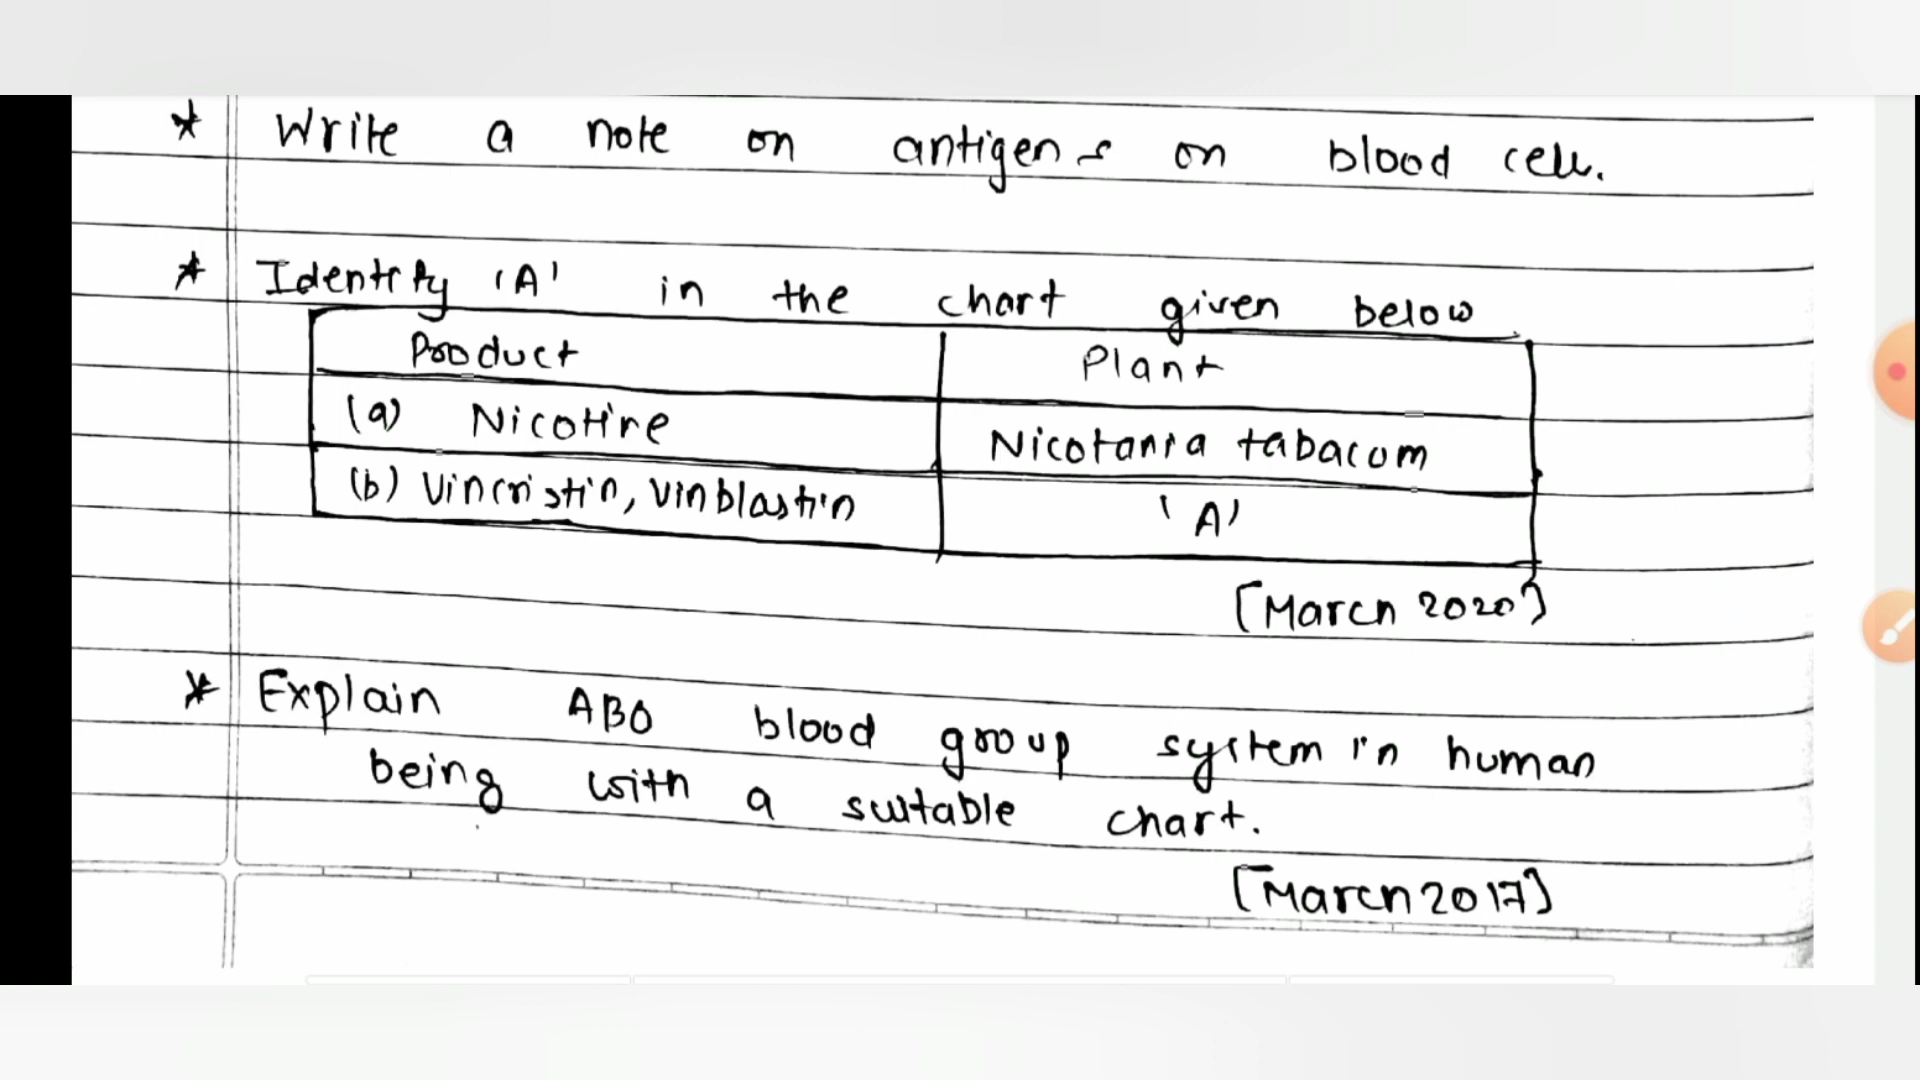 * Write a note on antigens on blood cell.
* Identify 'A' in the chart given below
Product Plant
(a) Nicotine Nicotania tabacum
(b) Vincristin, Vinblastin 'A'
[March 2020]
* Explain ABO blood group system in human
being with a suitable chart.
[March 2017]